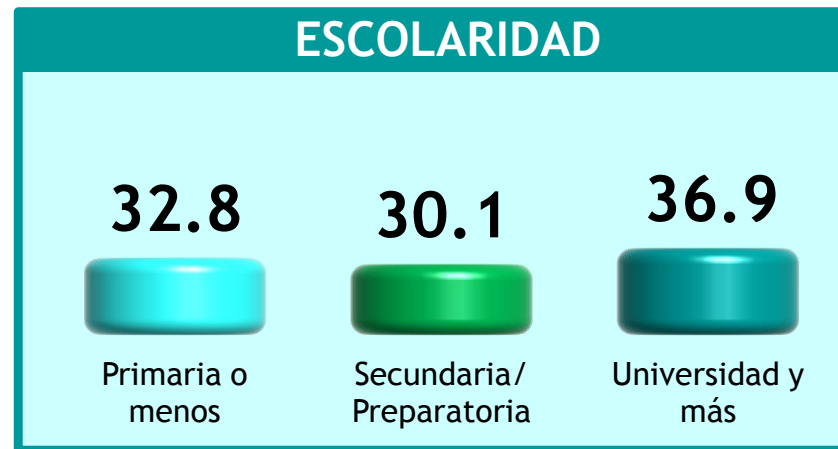 ESCOLARIDAD
32.8
30.1
36.9
Primaria o
menos
Secundaria/
Preparatoria
Universidad y
más